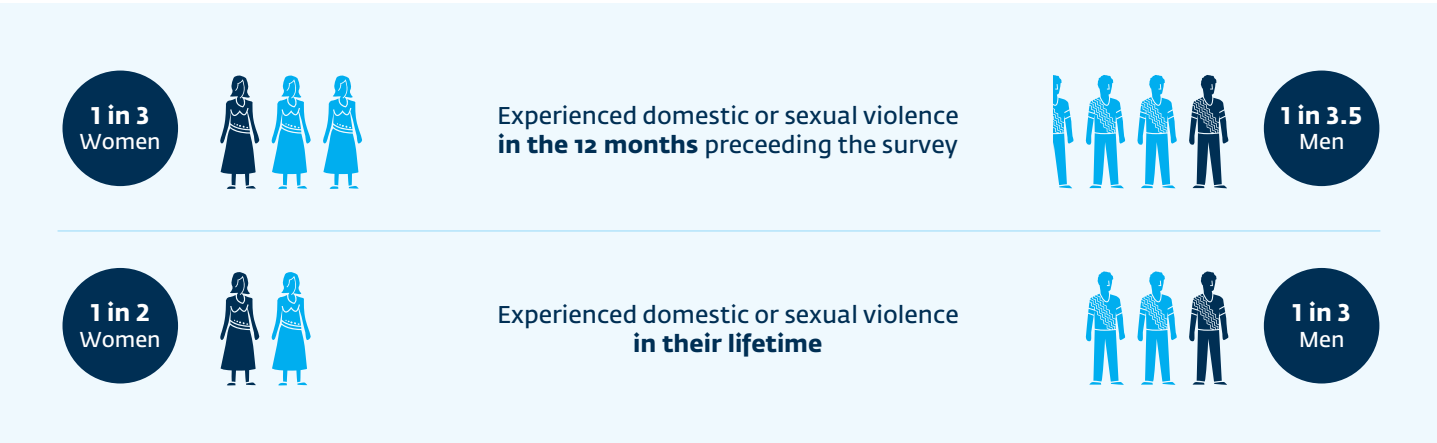 1 in 3
Women
Experienced domestic or sexual violence
in the 12 months preceeding the survey
1 in 3.5
Men
1 in 2
Women
Experienced domestic or sexual violence
in their lifetime
1 in 3
Men